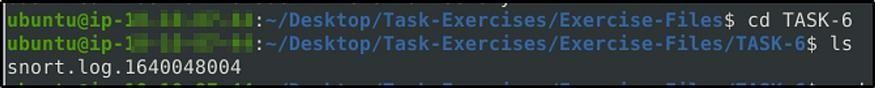 ubuntu@ip-1 :~/Desktop/Task-Exercises/Exercise-Files$ cd TASK-6
ubuntu@ip-1 :~/Desktop/Task-Exercises/Exercise-Files/TASK-6$ ls
snort.log.1640048004